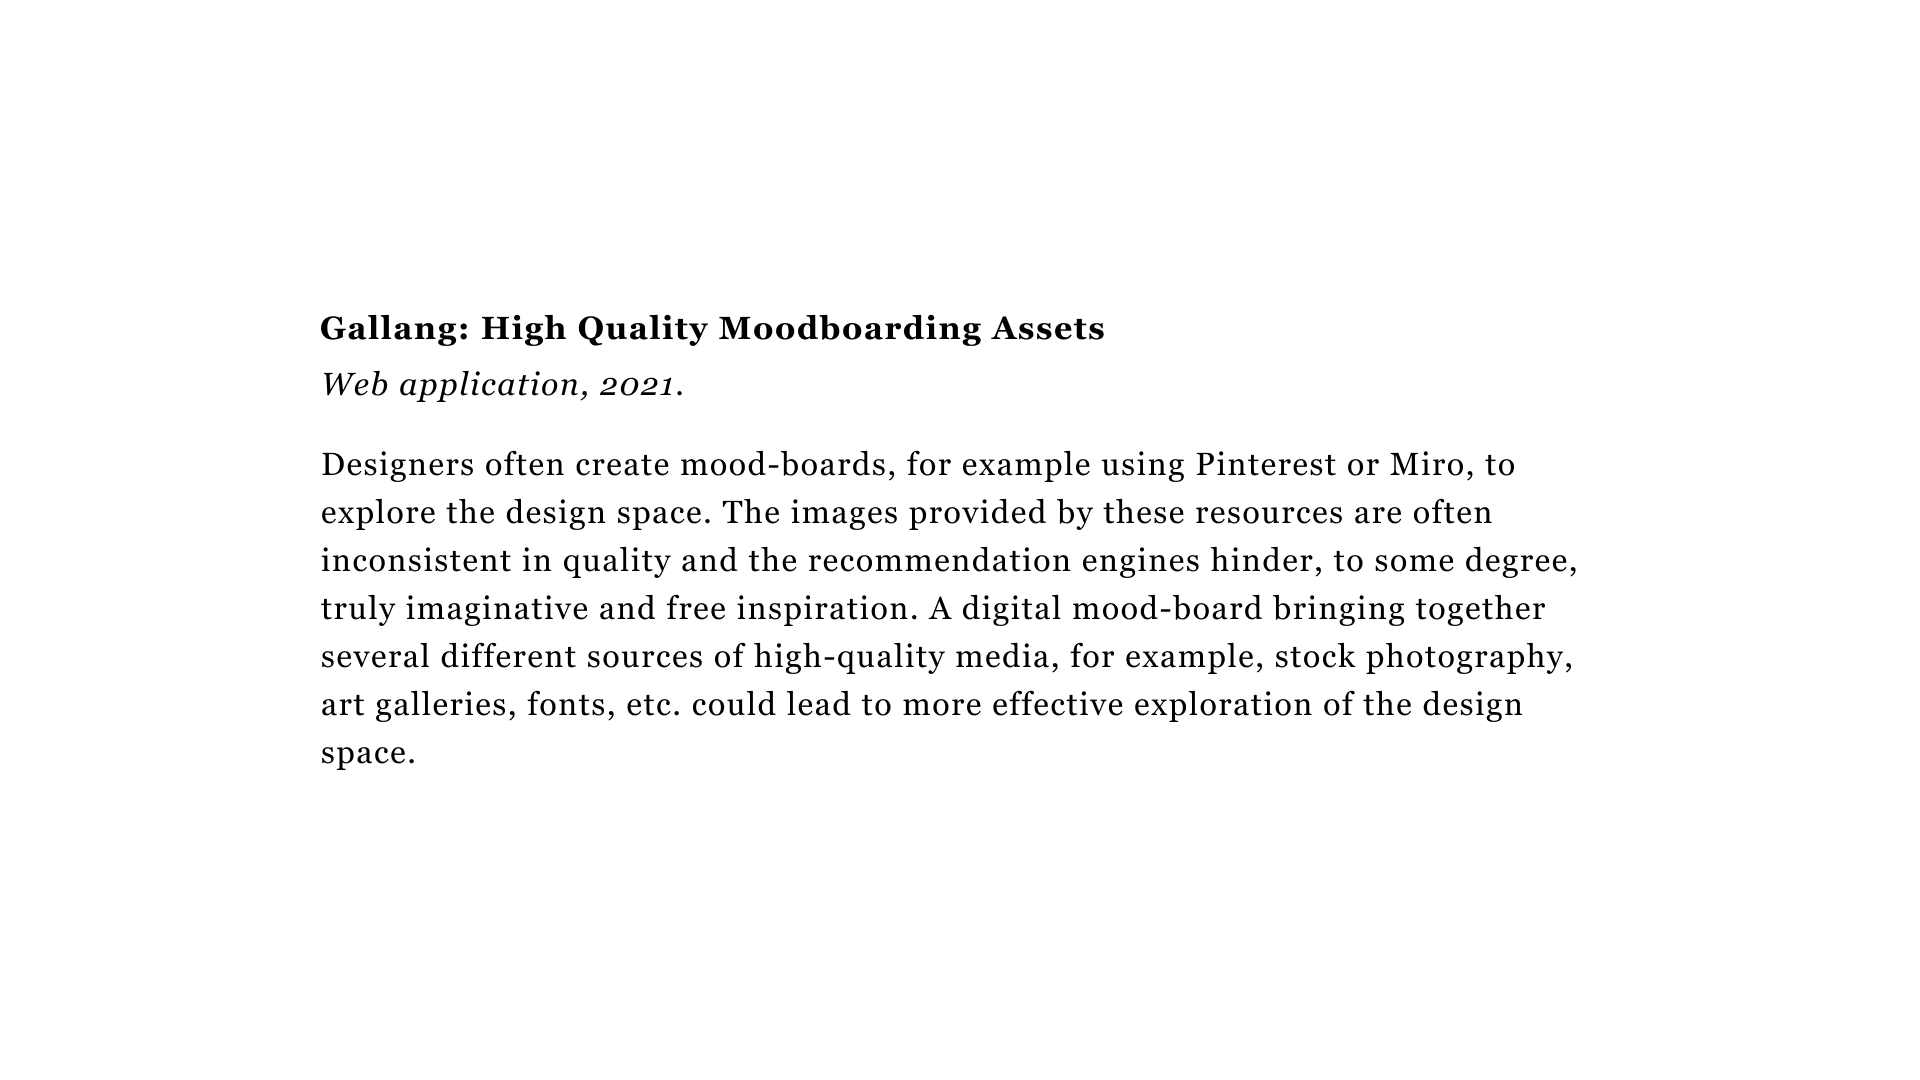 Gallang: High Quality Moodboarding Assets
Web application, 2021.
Designers often create mood-boards, for example using Pinterest or Miro, to
explore the design space. The images provided by these resources are often
inconsistent in quality and the recommendation engines hinder, to some degree,
truly imaginative and free inspiration. A digital mood-board bringing together
several different sources of high-quality media, for example, stock photography,
art galleries, fonts, etc. could lead to more effective exploration of the design
space.